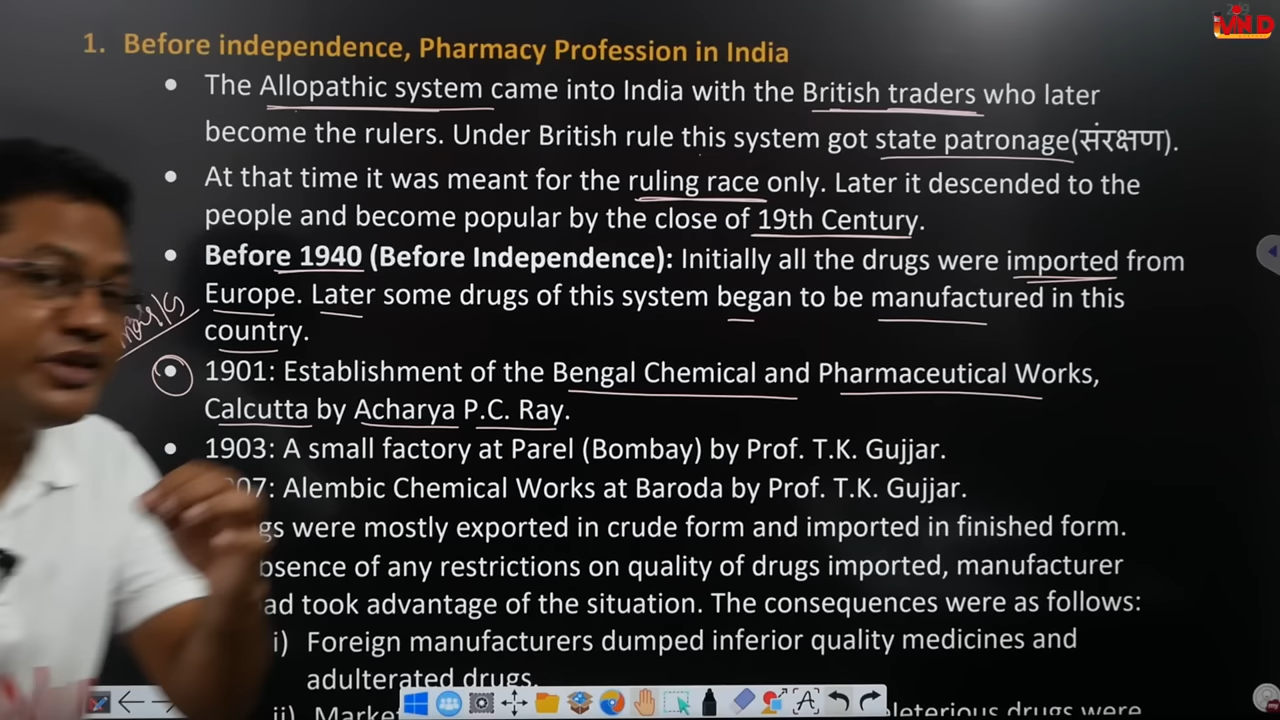 1. Before independence, Pharmacy Profession in India
• The Allopathic system came into India with the British traders who later
become the rulers. Under British rule this system got state patronage(संरक्षण).
• At that time it was meant for the ruling race only. Later it descended to the
people and become popular by the close of 19th Century.
• Before 1940 (Before Independence): Initially all the drugs were imported from
Europe. Later some drugs of this system began to be manufactured in this
country.
• 1901: Establishment of the Bengal Chemical and Pharmaceutical Works,
Calcutta by Acharya P.C. Ray.
• 1903: A small factory at Parel (Bombay) by Prof. T.K. Gujjar.
07: Alembic Chemical Works at Baroda by Prof. T.K. Gujjar.
gs were mostly exported in crude form and imported in finished form.
bsence of any restrictions on quality of drugs imported, manufacturer
ad took advantage of the situation. The consequences were as follows:
i) Foreign manufacturers dumped inferior quality medicines and
adulterated drugs.
ii) Marke leterious drugs were